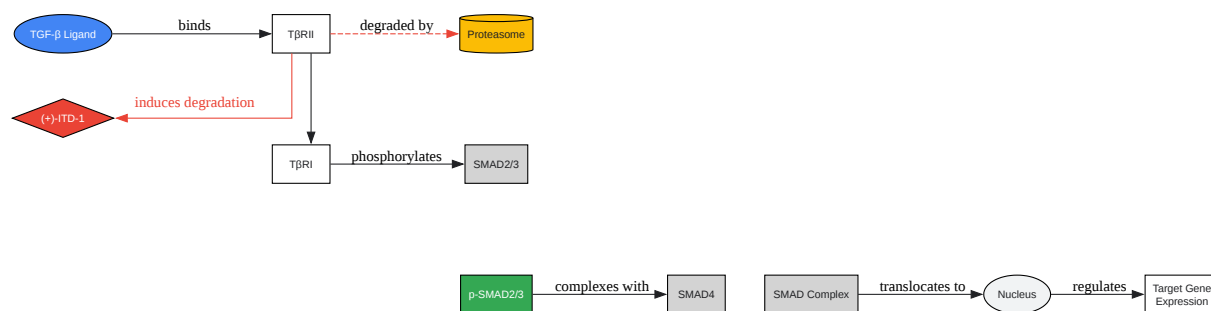 TGF-β Ligand
binds
TβRII
degraded by
Proteasome
(+)-ITD-1
induces degradation
TβRI
phosphorylates
SMAD2/3
p-SMAD2/3
complexes with
SMAD4
SMAD Complex
translocates to
Nucleus
regulates
Target Gene
Expression